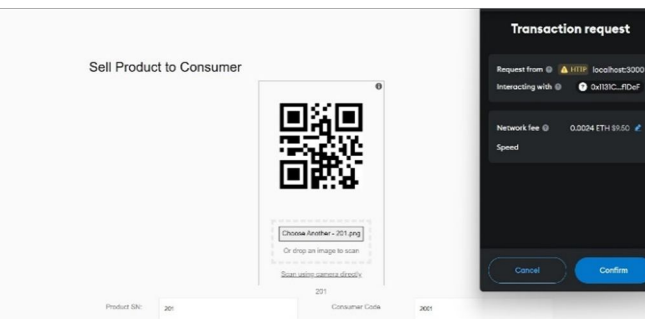 Sell Product to Consumer
Choose Another - 201.png
Or drop an image to scan
Scan using camera directly
201
Product SN: 201 Consumer Code 2001
Transaction request
Request from HTTP localhost:3000
Interacting with ? 0x1131C...f1DeF
Network fee 0.0024 ETH $9.50
Speed
Cancel Confirm